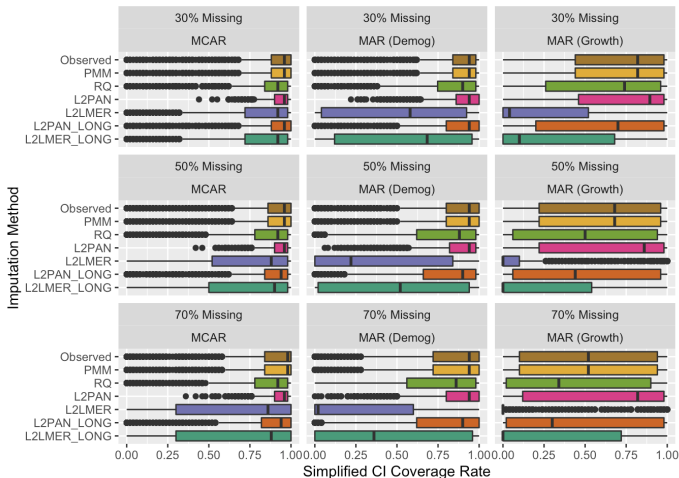 30% Missing
30% Missing
30% Missing
MCAR
MAR (Demog)
MAR (Growth)
Observed
PMM
RQ
L2PAN
L2LMER
L2PAN_LONG
L2LMER_LONG
50% Missing
50% Missing
50% Missing
MCAR
MAR (Demog)
MAR (Growth)
Observed
PMM
RQ
L2PAN
L2LMER
L2PAN_LONG
L2LMER_LONG
70% Missing
70% Missing
70% Missing
MCAR
MAR (Demog)
MAR (Growth)
Observed
PMM
RQ
L2PAN
L2LMER
L2PAN_LONG
L2LMER_LONG
0.00 0.25 0.50 0.75 1.00
0.00 0.25 0.50 0.75 1.00
0.00 0.25 0.50 0.75 1.00
Simplified CI Coverage Rate
Imputation Method